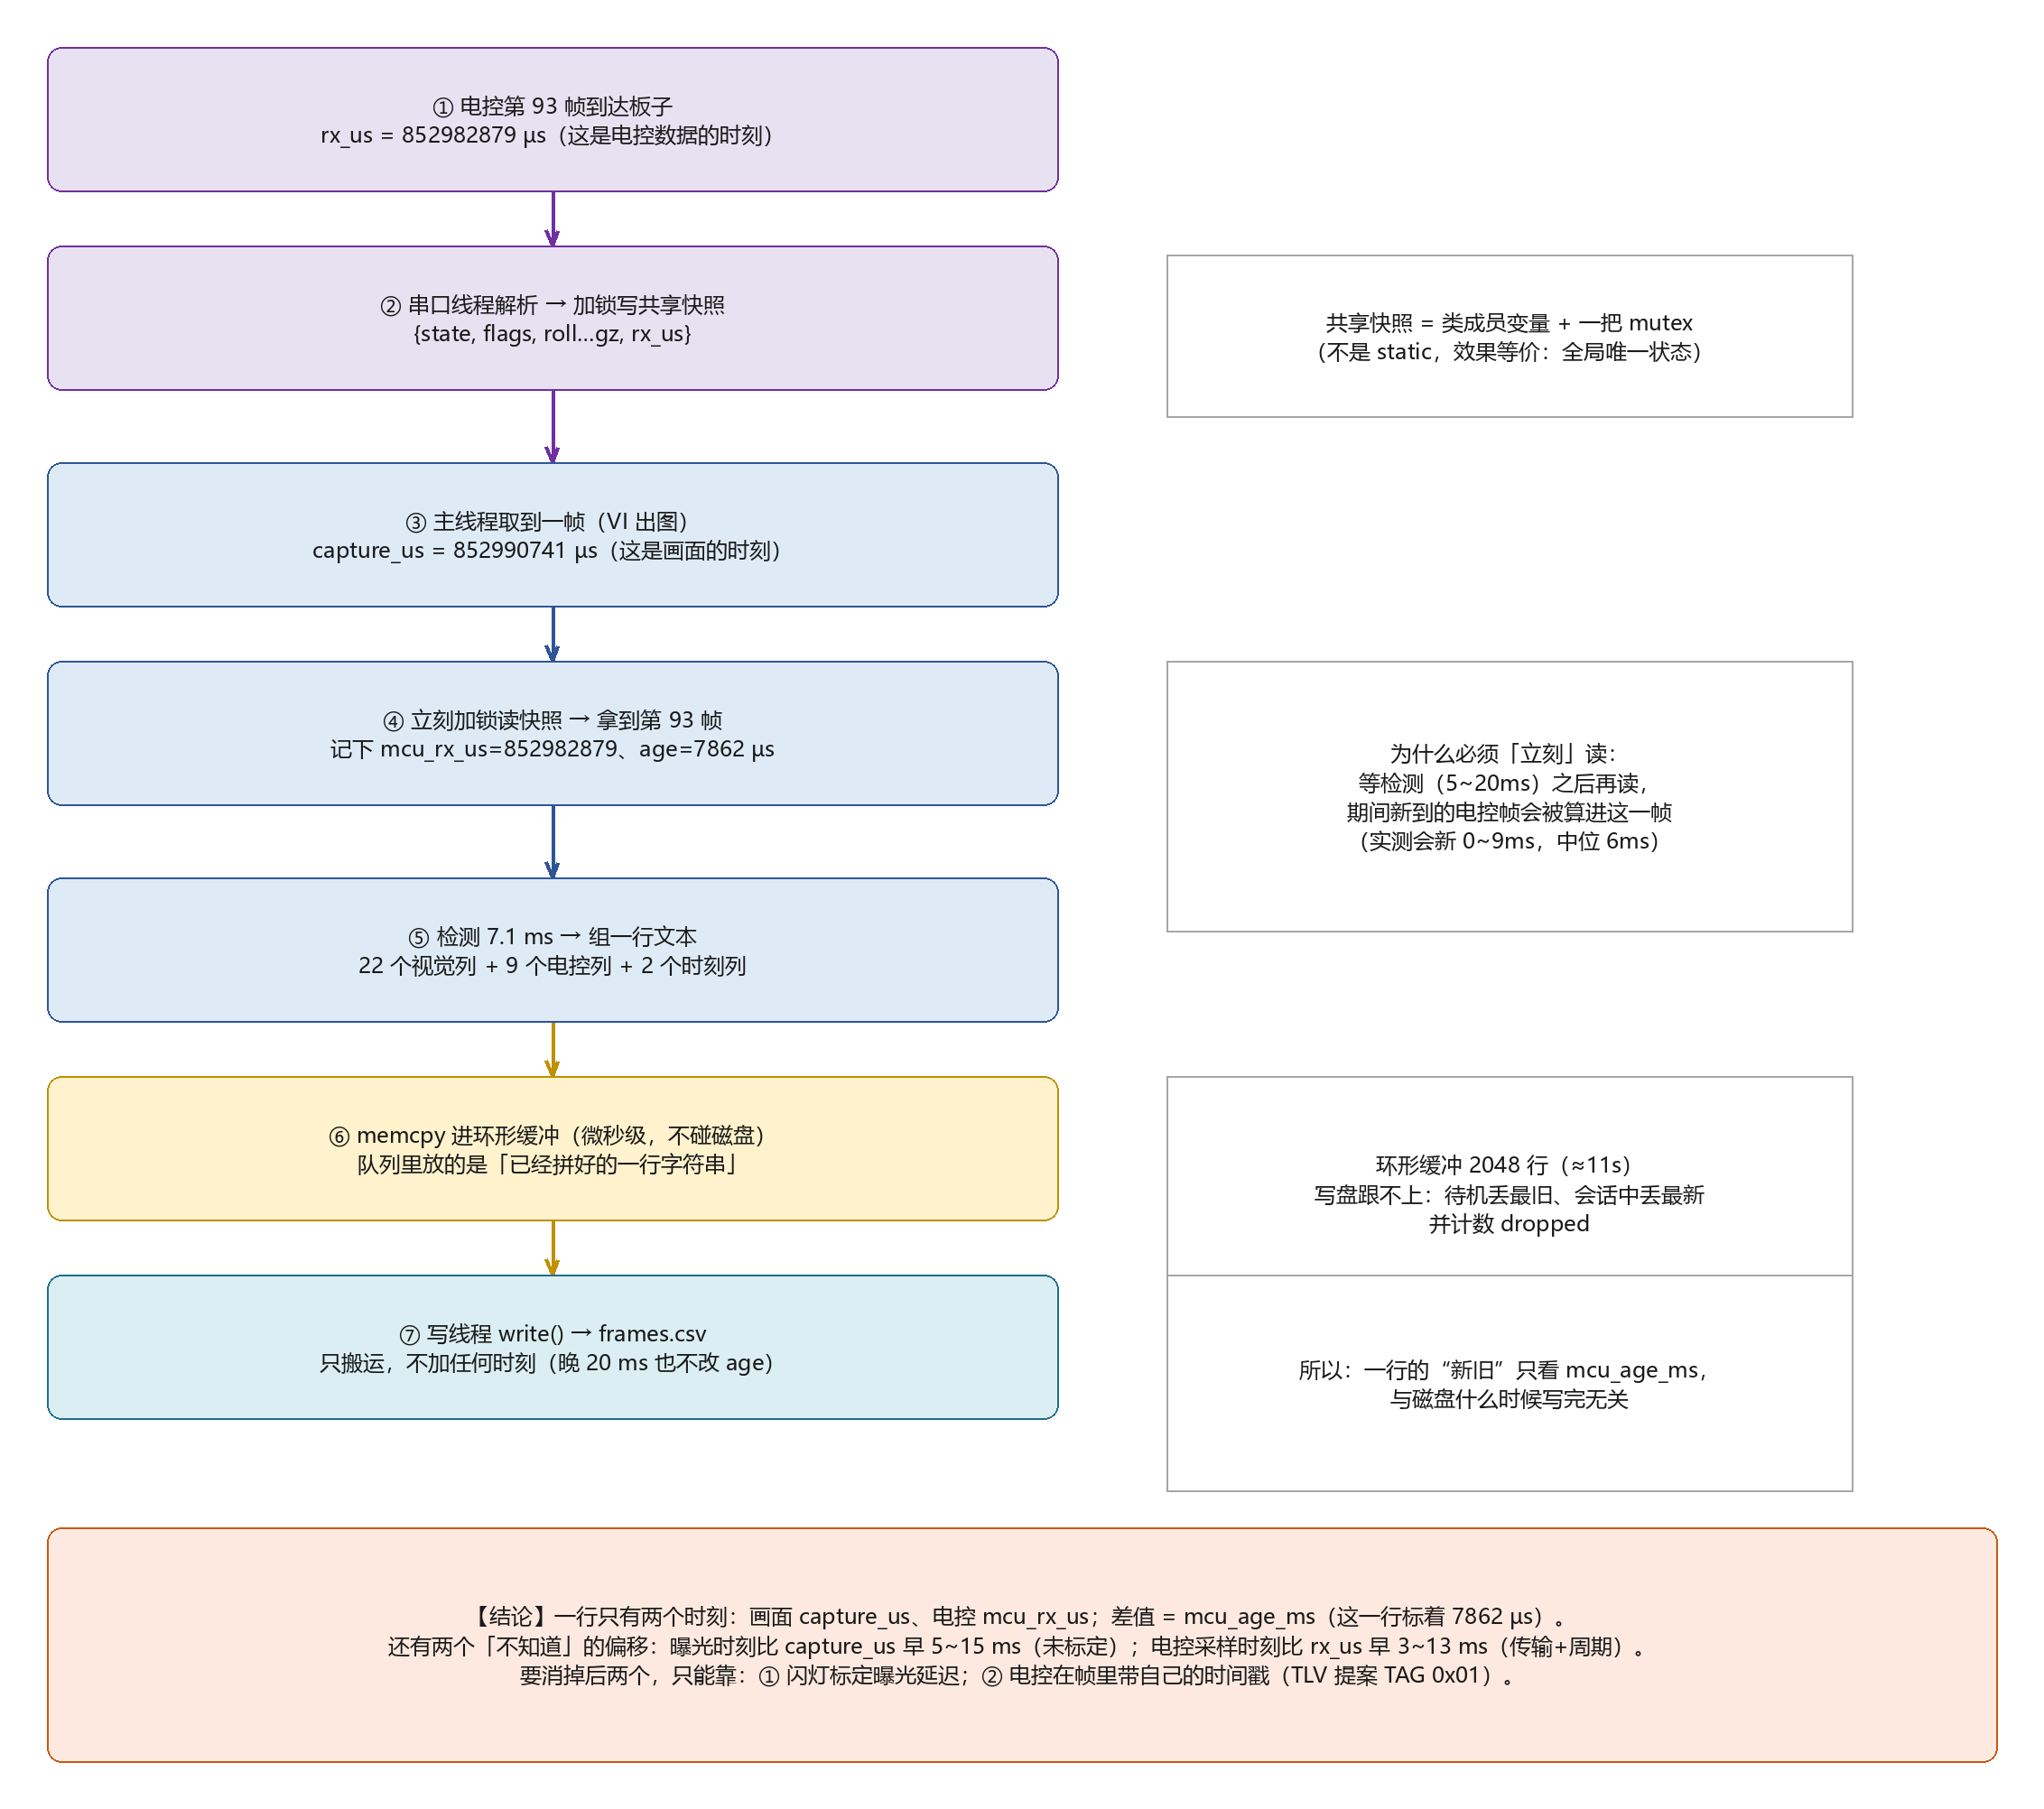 ① 电控第 93 帧到达板子
rx_us = 852982879 µs（这是电控数据的时刻）
② 串口线程解析 → 加锁写共享快照
{state, flags, roll...gz, rx_us}
共享快照 = 类成员变量 + 一把 mutex
（不是 static，效果等价：全局唯一状态）
③ 主线程取到一帧（VI 出图）
capture_us = 852990741 µs（这是画面的时刻）
④ 立刻加锁读快照 → 拿到第 93 帧
记下 mcu_rx_us=852982879、age=7862 µs
为什么必须「立刻」读：
等检测（5~20ms）之后再读，
期间新到的电控帧会被算进这一帧
（实测会新 0~9ms，中位 6ms）
⑤ 检测 7.1 ms → 组一行文本
22 个视觉列 + 9 个电控列 + 2 个时刻列
⑥ memcpy 进环形缓冲（微秒级，不碰磁盘）
队列里放的是「已经拼好的一行字符串」
环形缓冲 2048 行（≈11s）
写盘跟不上：待机丢最旧、会话中丢最新
并计数 dropped
⑦ 写线程 write() → frames.csv
只搬运，不加任何时刻（晚 20 ms 也不改 age）
所以：一行的“新旧”只看 mcu_age_ms，
与磁盘什么时候写完无关
【结论】一行只有两个时刻：画面 capture_us、电控 mcu_rx_us；差值 = mcu_age_ms（这一行标着 7862 µs）。
还有两个「不知道」的偏移：曝光时刻比 capture_us 早 5~15 ms（未标定）；电控采样时刻比 rx_us 早 3~13 ms（传输+周期）。
要消掉后两个，只能靠：① 闪灯标定曝光延迟；② 电控在帧里带自己的时间戳（TLV 提案 TAG 0x01）。